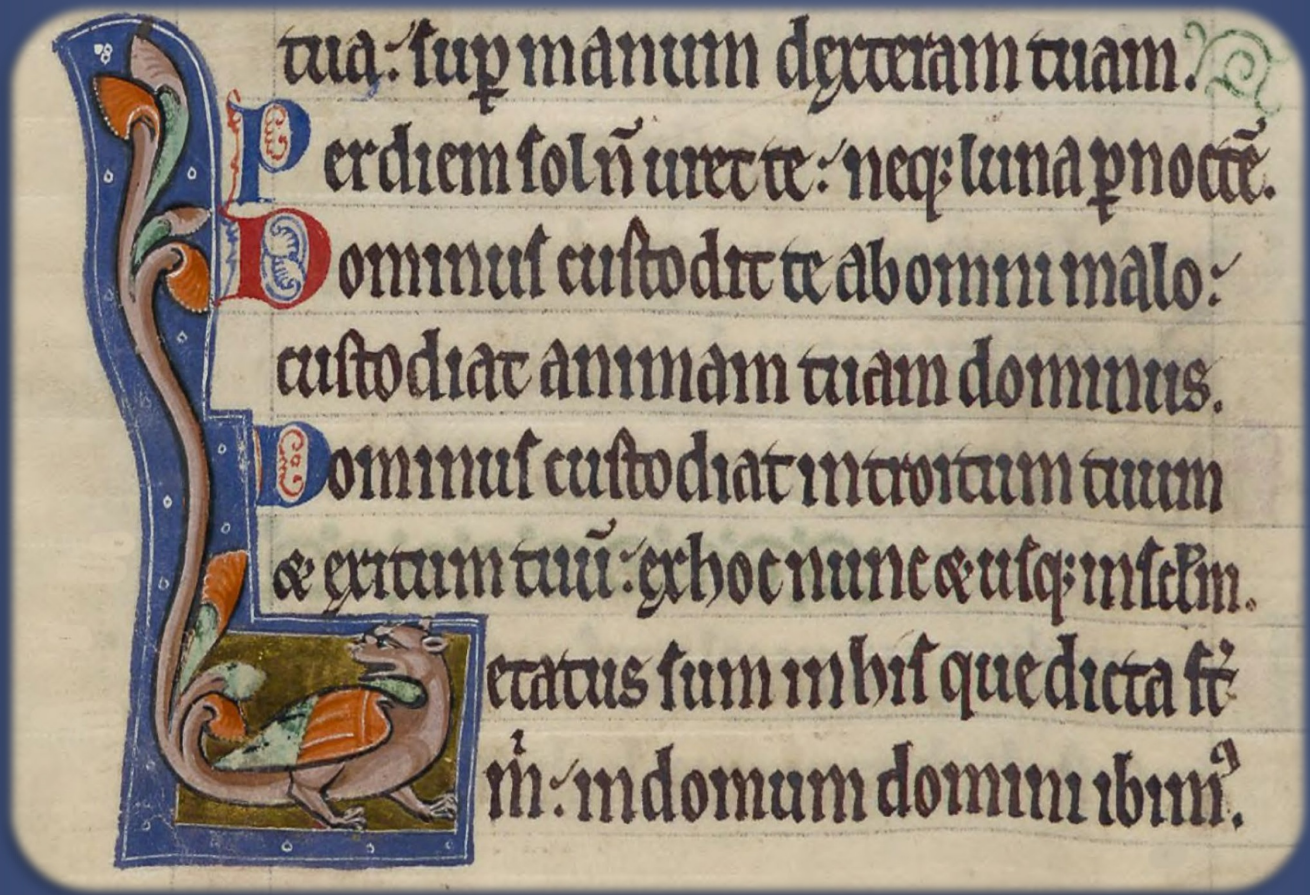 tua: sup manum dexteram tuam.
Per diem sol ñ uret te: neq; luna p noctē.
Dominus custodit te ab omni malo:
custodiat animam tuam dominus.
Dominus custodiat introitum tuum
& exitum tuū: ex hoc nunc & usq; in sclm.
Letatus sum in his que dicta st
m: in domum domini ibim⁹.